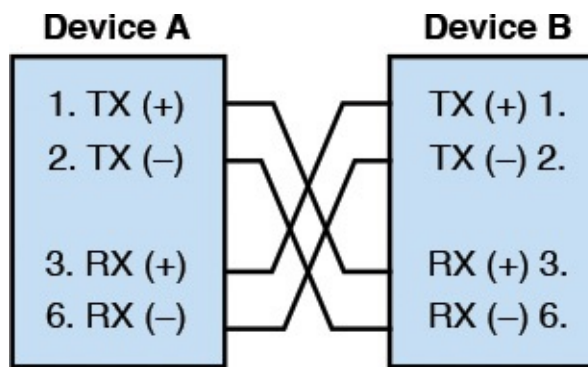 Device A
Device B
1. TX (+)
TX (+) 1.
2. TX (–)
TX (–) 2.
3. RX (+)
RX (+) 3.
6. RX (–)
RX (–) 6.